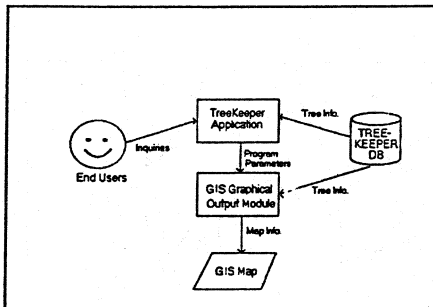 TreeKeeper
Application
Tree Info.
TREE-
KEEPER
DB
Inquiries
End Users
Program
Parameters
GIS Graphical
Output Module
Tree Info.
Map Info.
GIS Map